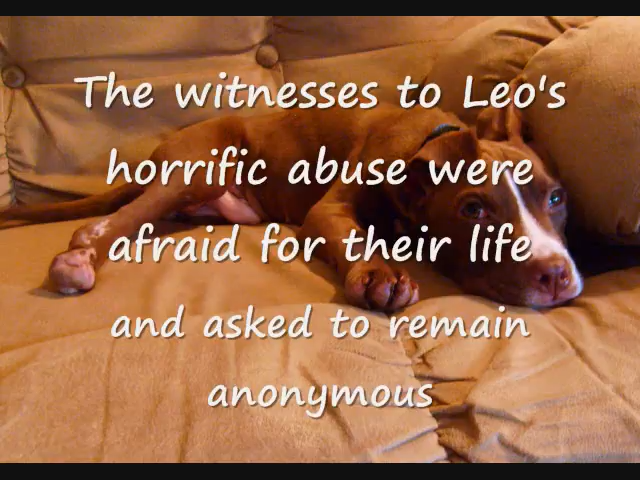 The witnesses to Leo's
horrific abuse were
afraid for their life
and asked to remain
anonymous